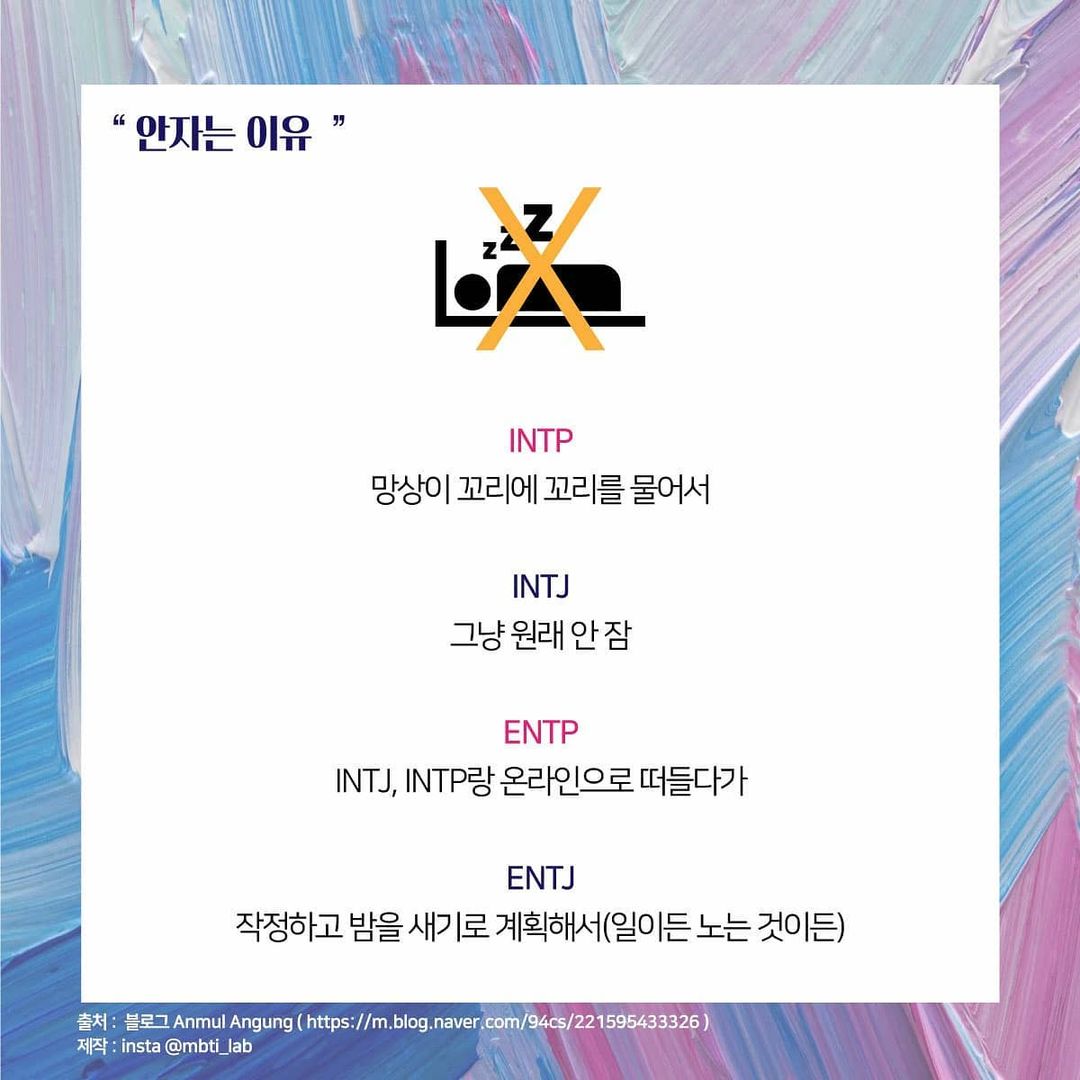 “ 안자는 이유 ”
z z z
INTP
망상이 꼬리에 꼬리를 물어서
INTJ
그냥 원래 안 잠
ENTP
INTJ, INTP랑 온라인으로 떠들다가
ENTJ
작정하고 밤을 새기로 계획해서(일이든 노는 것이든)
출처 : 블로그 Anmul Angung ( https://m.blog.naver.com/94cs/221595433326 )
제작 : insta @mbti_lab